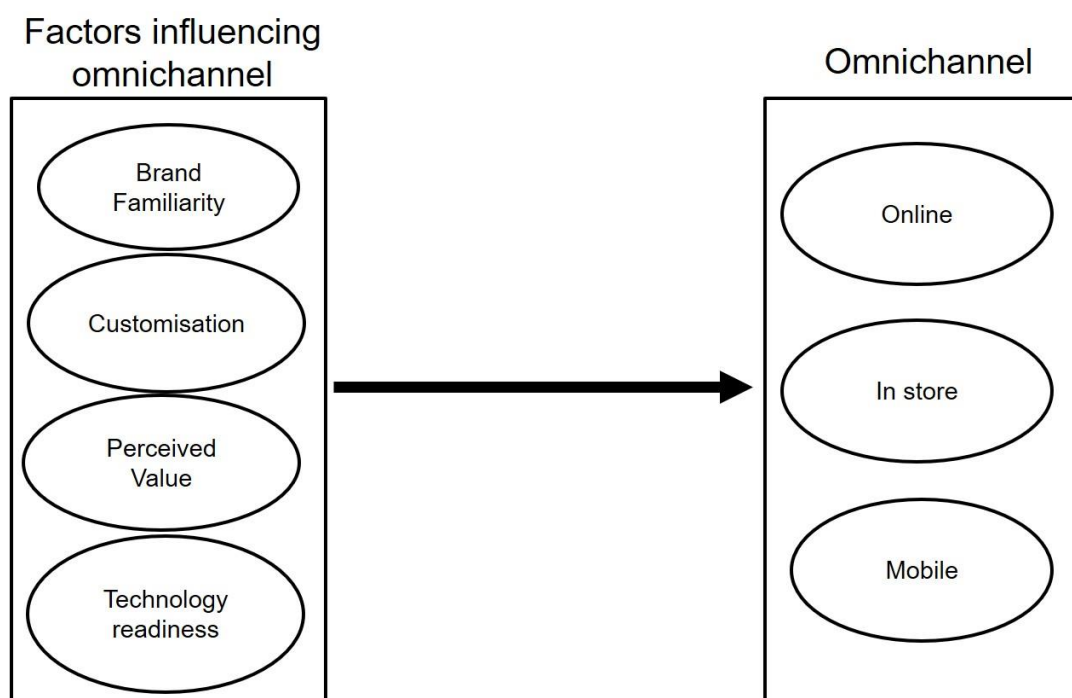 Factors influencing
omnichannel
Brand
Familiarity
Customisation
Perceived
Value
Technology
readiness
Omnichannel
Online
In store
Mobile